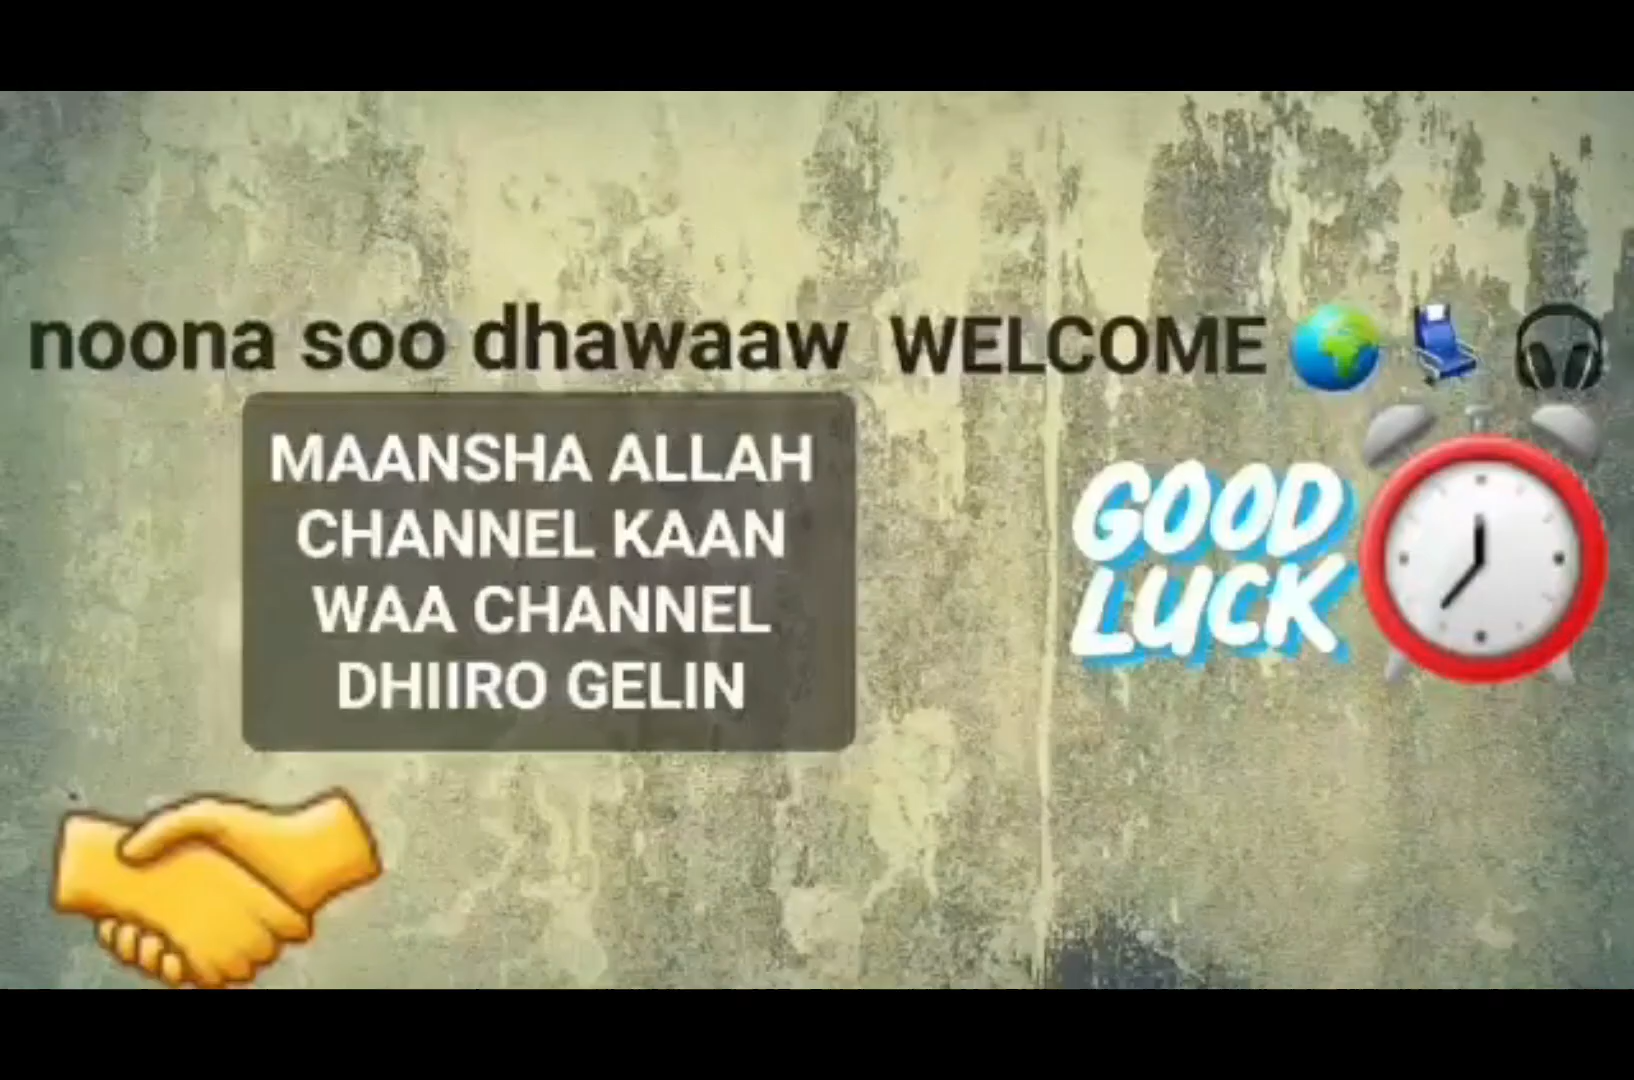 noona soo dhawaaw WELCOME 🌍 💺 🎧
MAANSHA ALLAH
CHANNEL KAAN
WAA CHANNEL
DHIIRO GELIN
GOOD
LUCK